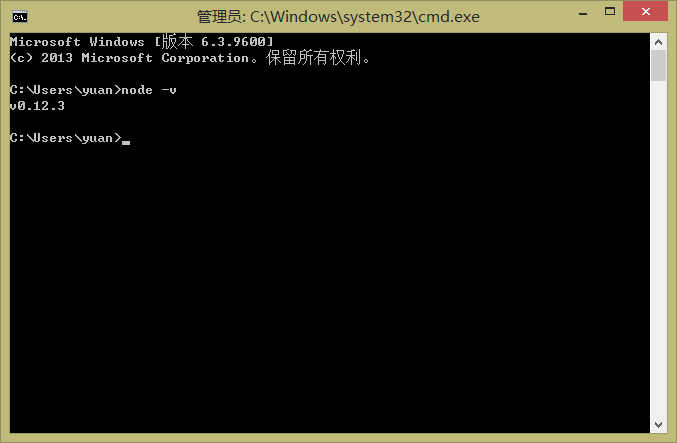 管理员: C:\Windows\system32\cmd.exe
Microsoft Windows [版本 6.3.9600]
(c) 2013 Microsoft Corporation。保留所有权利。
C:\Users\yuan>node -v
v0.12.3
C:\Users\yuan>